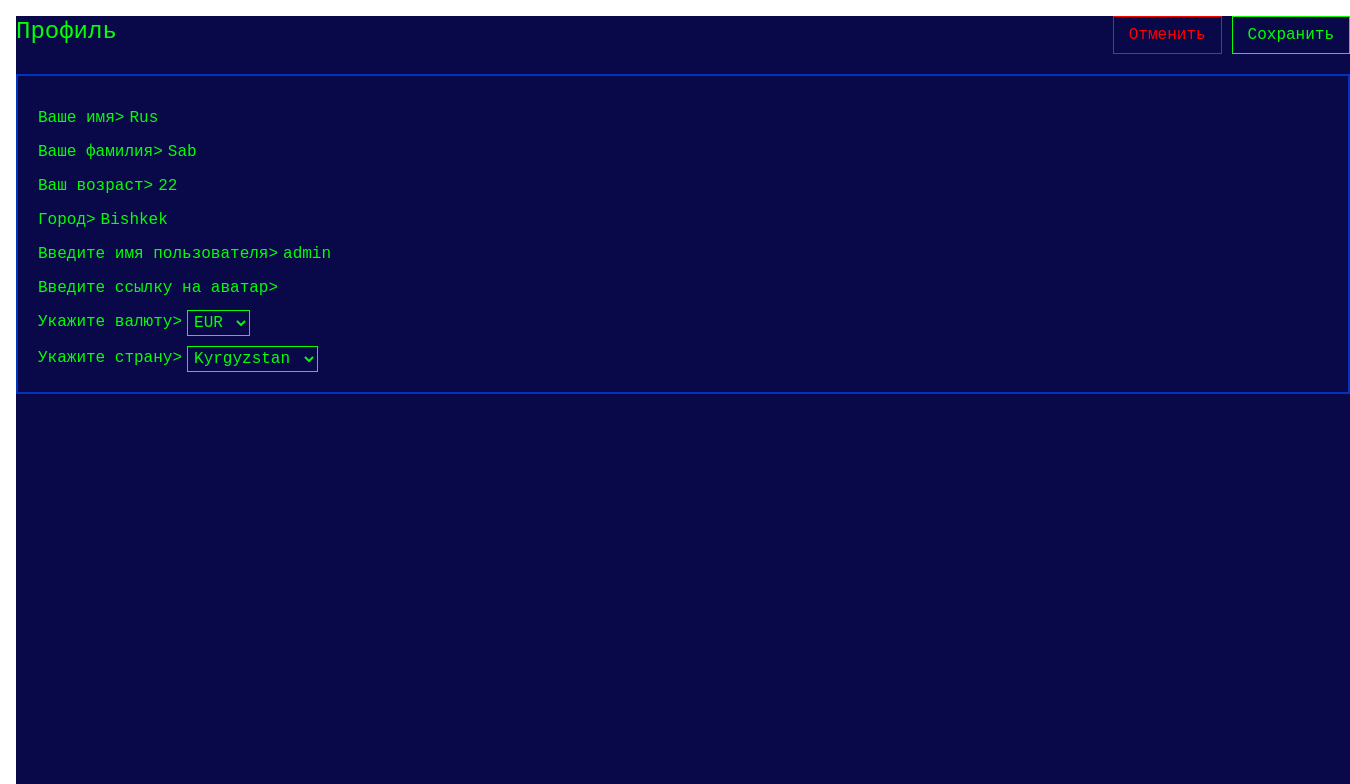 Профиль
Отменить
Сохранить
Ваше имя> Rus
Ваше фамилия> Sab
Ваш возраст> 22
Город> Bishkek
Введите имя пользователя> admin
Введите ссылку на аватар>
Укажите валюту> EUR
Укажите страну> Kyrgyzstan